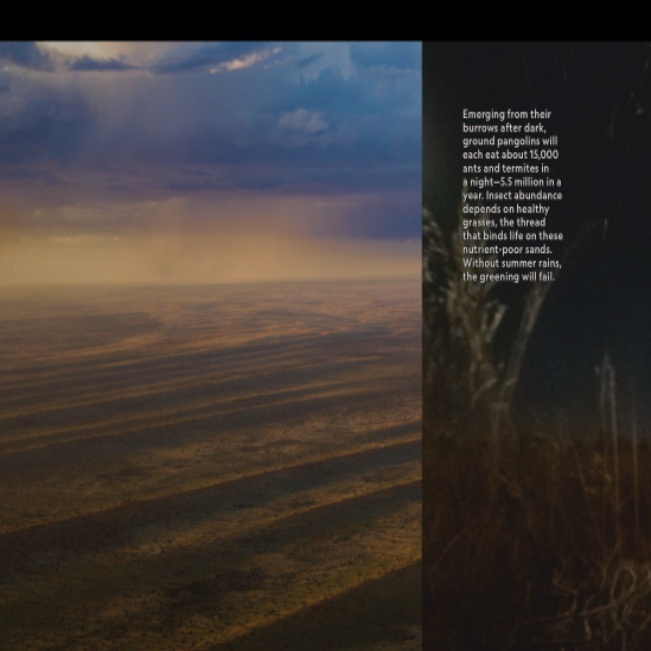 Emerging from their
burrows after dark,
ground pangolins will
each eat about 15,000
ants and termites in
a night—5.5 million in a
year. Insect abundance
depends on healthy
grasses, the thread
that binds life on these
nutrient-poor sands.
Without summer rains,
the greening will fail.